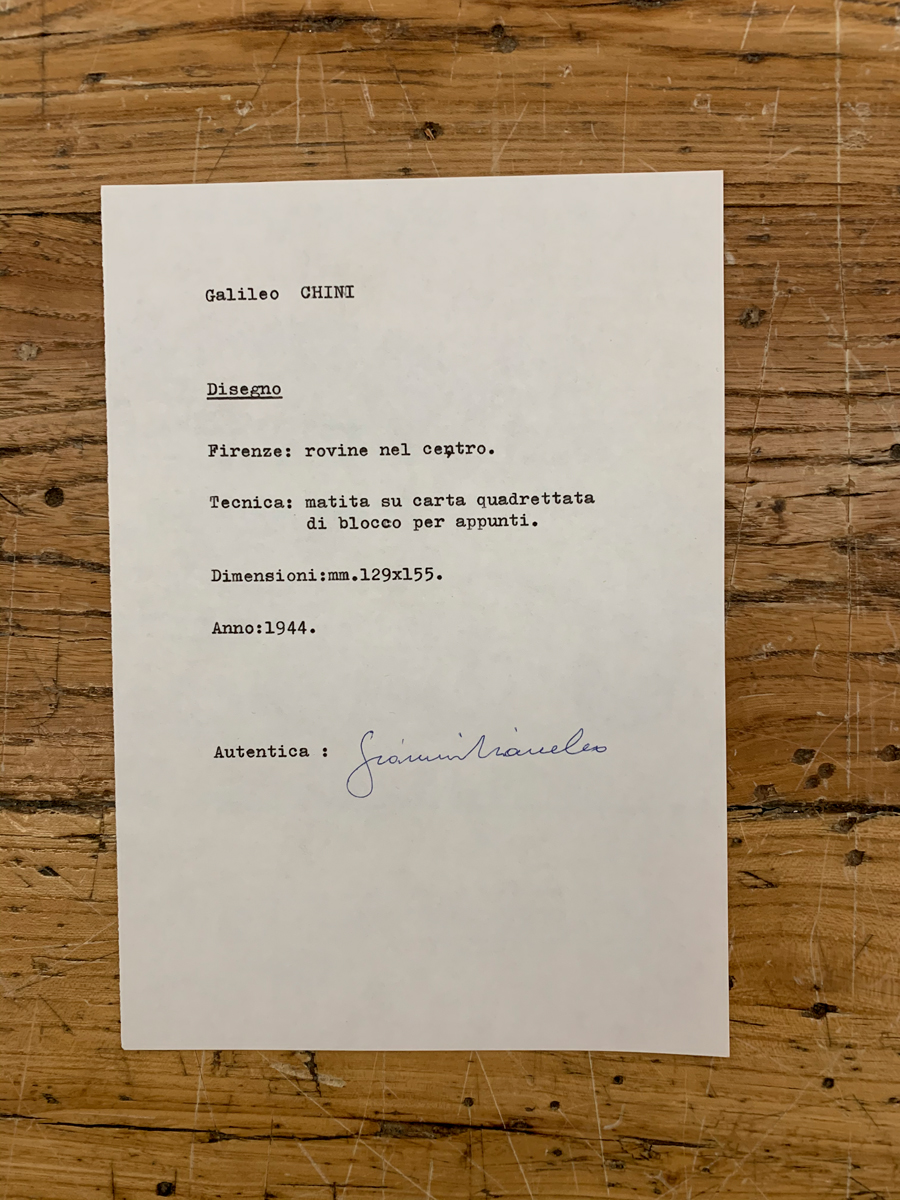 Galileo CHINI
Disegno
Firenze: rovine nel centro.
Tecnica: matita su carta quadrettata
di blocco per appunti.
Dimensioni:mm.129x155.
Anno:1944.
Autentica :